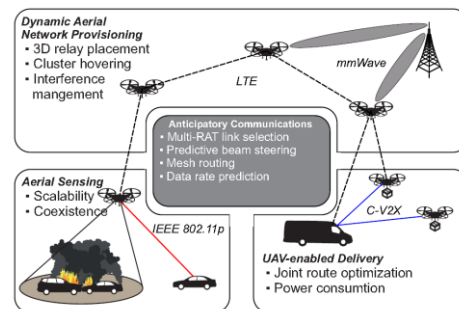 Dynamic Aerial
Network Provisioning
▪ 3D relay placement
▪ Cluster hovering
▪ Interference
mangement
LTE
mmWave
Anticipatory Communications
▪ Multi-RAT link selection
▪ Predictive beam steering
▪ Mesh routing
▪ Data rate prediction
Aerial Sensing
▪ Scalability
▪ Coexistence
IEEE 802.11p
C-V2X
UAV-enabled Delivery
▪ Joint route optimization
▪ Power consumtion